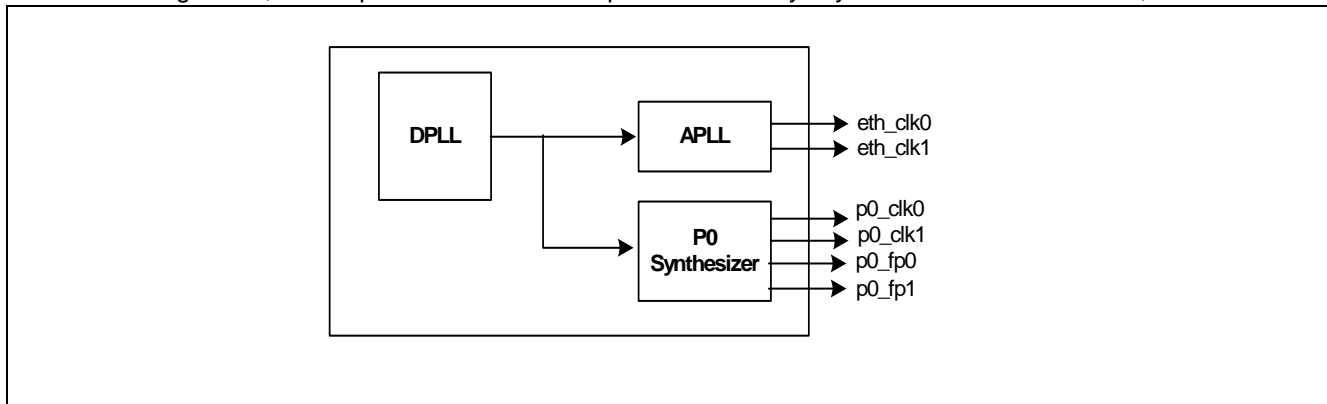 DPLL
APLL
eth_clk0
eth_clk1
P0
Synthesizer
p0_clk0
p0_clk1
p0_fp0
p0_fp1